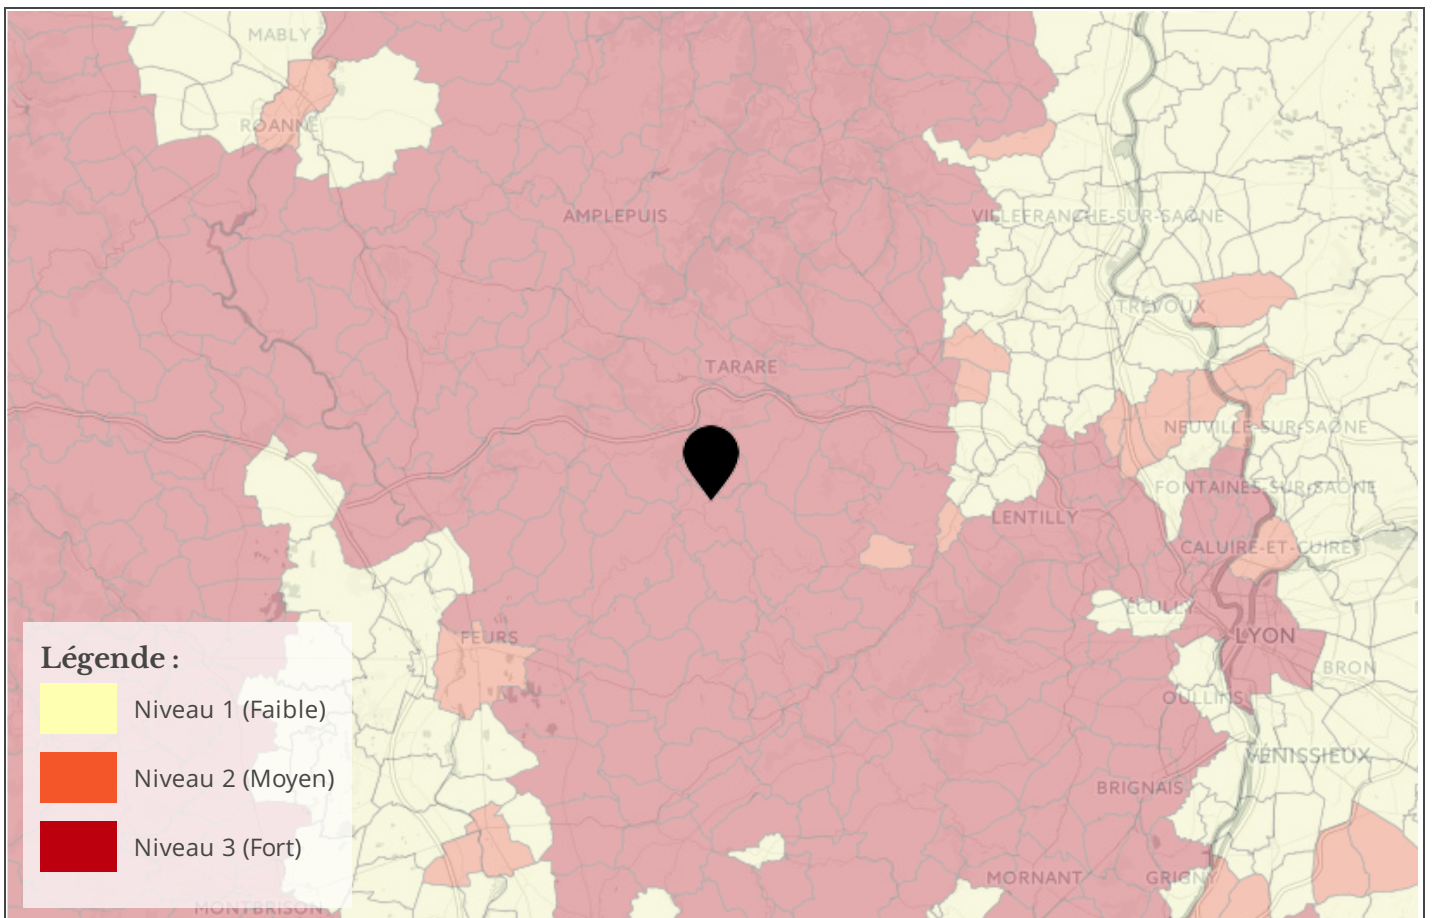 MABLY
ROANNE
AMPLEPUIS
VILLEFRANCHE-SUR-SAÔNE
TRÉVOUX
TARARE
NEUVILLE-SUR-SAÔNE
FONTAINES-SUR-SAÔNE
LENTILLY
CALUIRE-ET-CUIRE
ÉCULLY
LYON
FEURS
BRON
OULLINS
VÉNISSIEUX
BRIGNAIS
MORNANT
GRIGNY
MONTBRISON
Légende :
Niveau 1 (Faible)
Niveau 2 (Moyen)
Niveau 3 (Fort)